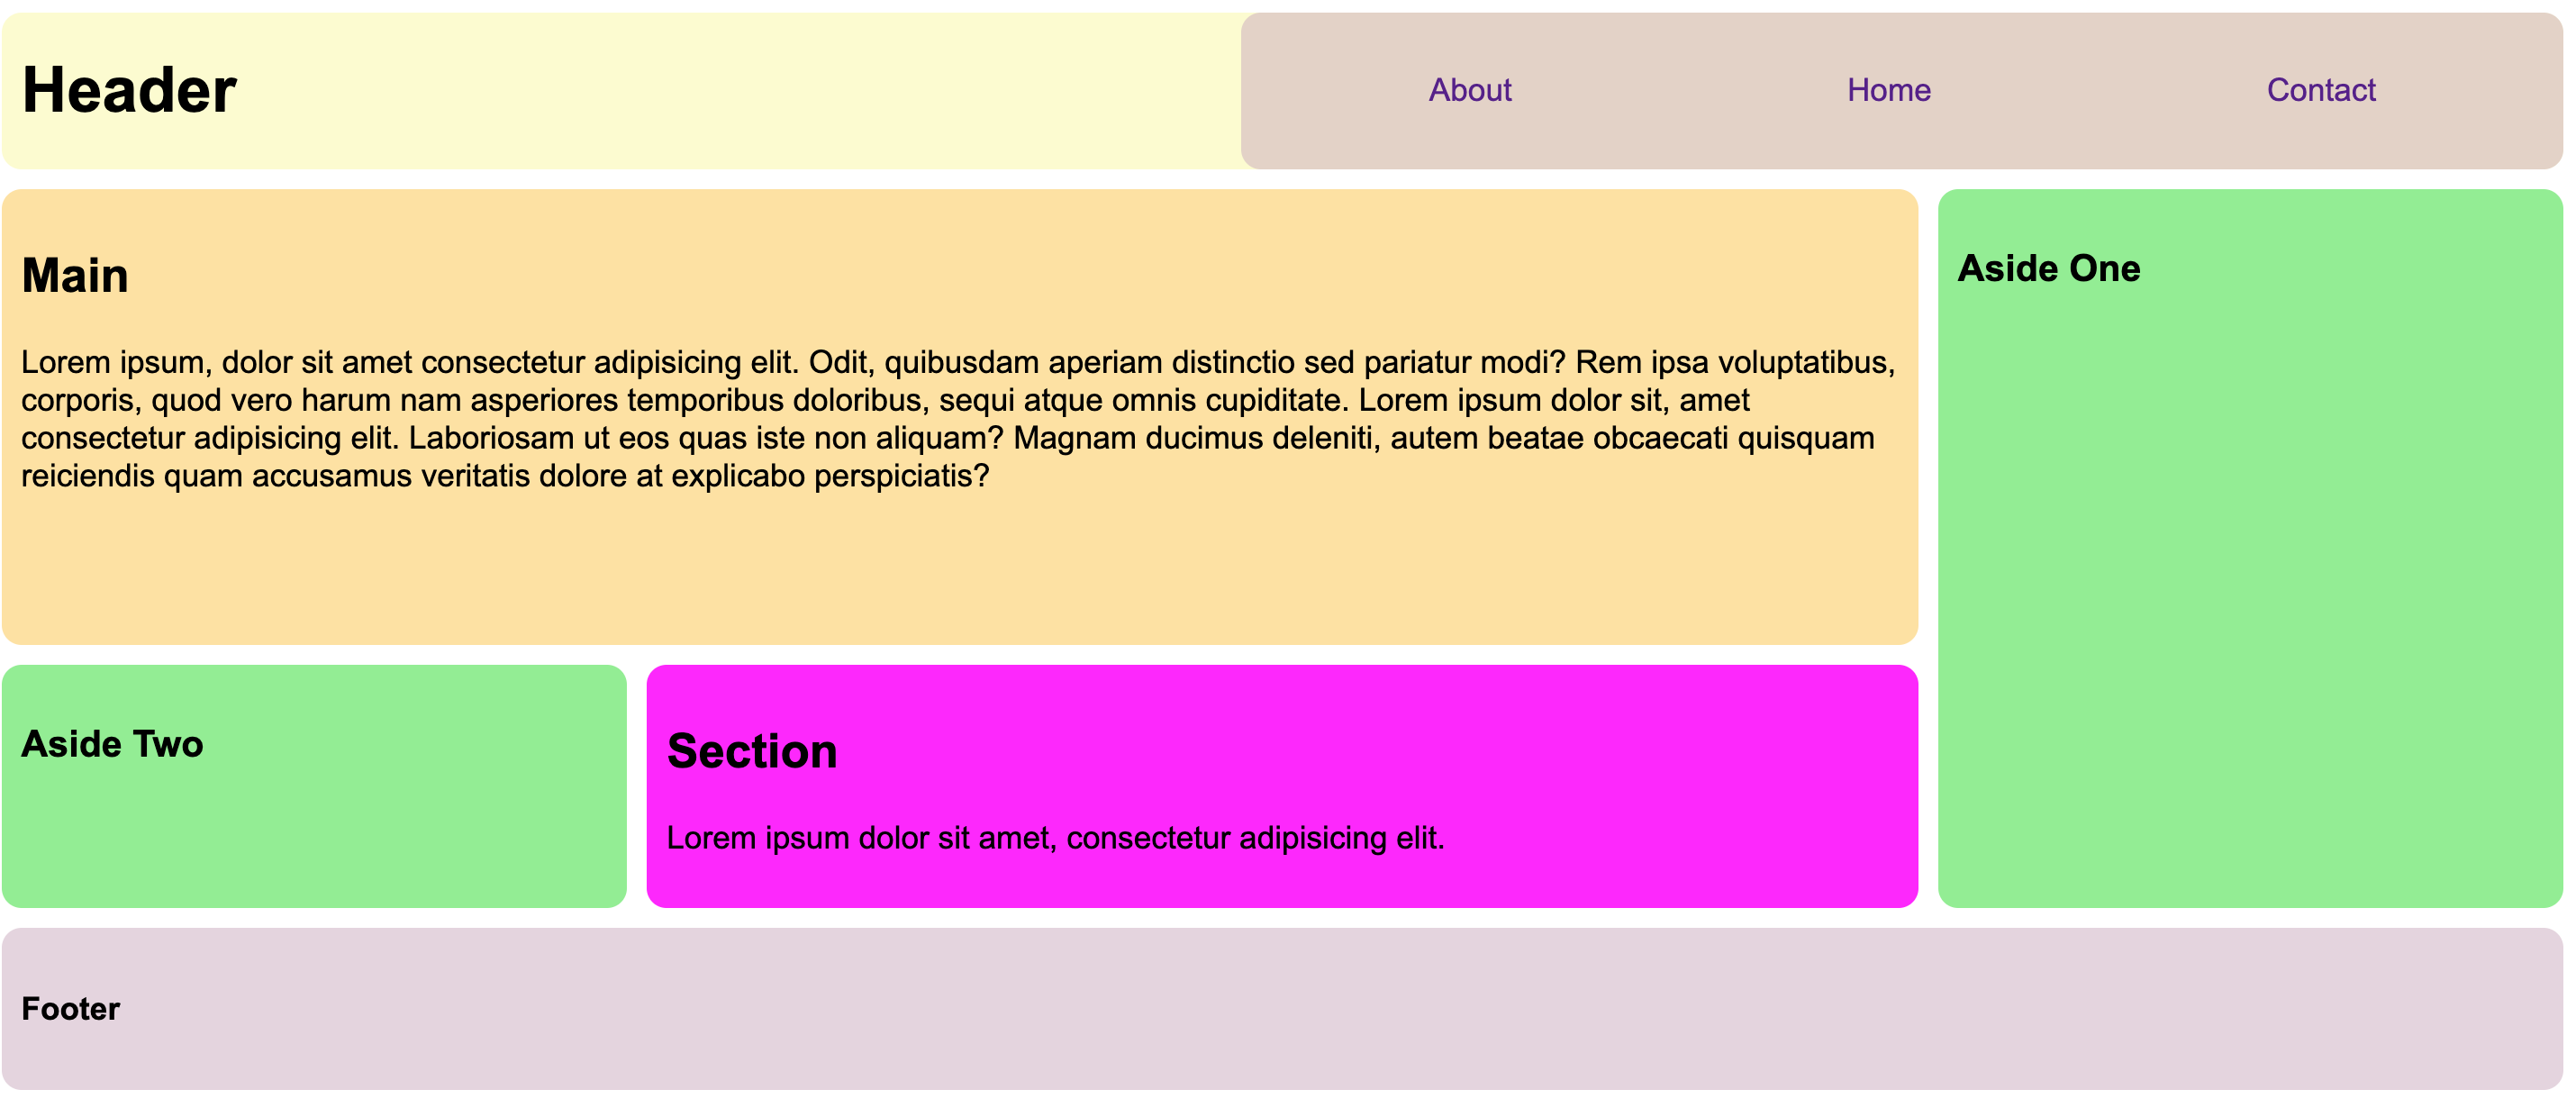 Header
About Home Contact
Main
Lorem ipsum, dolor sit amet consectetur adipisicing elit. Odit, quibusdam aperiam distinctio sed pariatur modi? Rem ipsa voluptatibus,
corporis, quod vero harum nam asperiores temporibus doloribus, sequi atque omnis cupiditate. Lorem ipsum dolor sit, amet
consectetur adipisicing elit. Laboriosam ut eos quas iste non aliquam? Magnam ducimus deleniti, autem beatae obcaecati quisquam
reiciendis quam accusamus veritatis dolore at explicabo perspiciatis?
Aside One
Aside Two
Section
Lorem ipsum dolor sit amet, consectetur adipisicing elit.
Footer